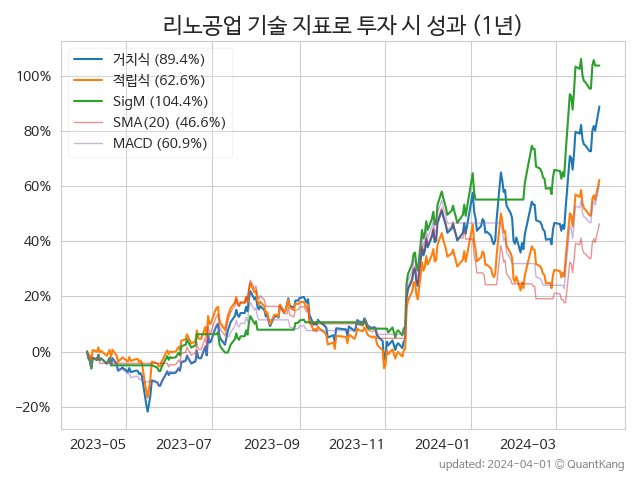 리노공업 기술 지표로 투자 시 성과 (1년)
거치식 (89.4%)
적립식 (62.6%)
SigM (104.4%)
SMA(20) (46.6%)
MACD (60.9%)
100%
80%
60%
40%
20%
0%
−20%
2023-05 2023-07 2023-09 2023-11 2024-01 2024-03
updated: 2024-04-01 © QuantKang